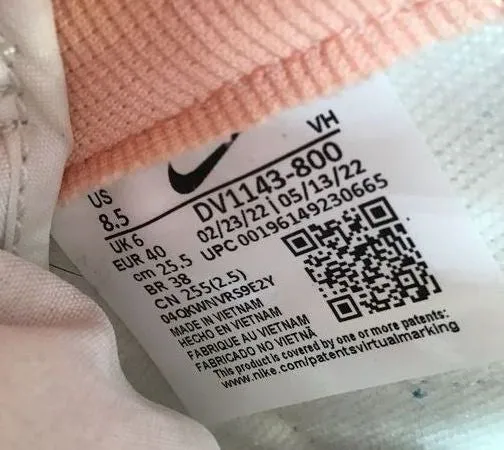 VH
US
8.5
DV1143-800
UK 6
02/23/22 | 05/13/22
EUR 40
UPC 00196149230665
cm 25.5
BR 38
CN 255(2.5)
MADE IN VIETNAM
HECHO EN VIETNAM
FABRIQUE AU VIETNAM
FABRICADO NO VIETNÃ
This product is covered by one or more patents:
www.nike.com/patentsvirtualmarking